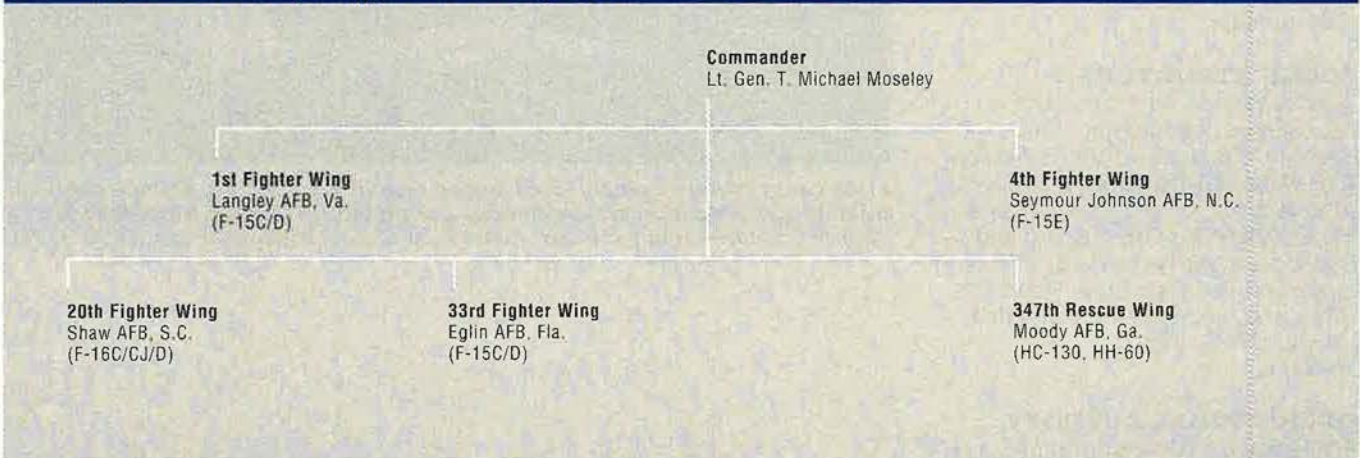 Commander
Lt. Gen. T. Michael Moseley
1st Fighter Wing
Langley AFB, Va.
(F-15C/D)
4th Fighter Wing
Seymour Johnson AFB, N.C.
(F-15E)
20th Fighter Wing
Shaw AFB, S.C.
(F-16C/CJ/D)
33rd Fighter Wing
Eglin AFB, Fla.
(F-15C/D)
347th Rescue Wing
Moody AFB, Ga.
(HC-130, HH-60)